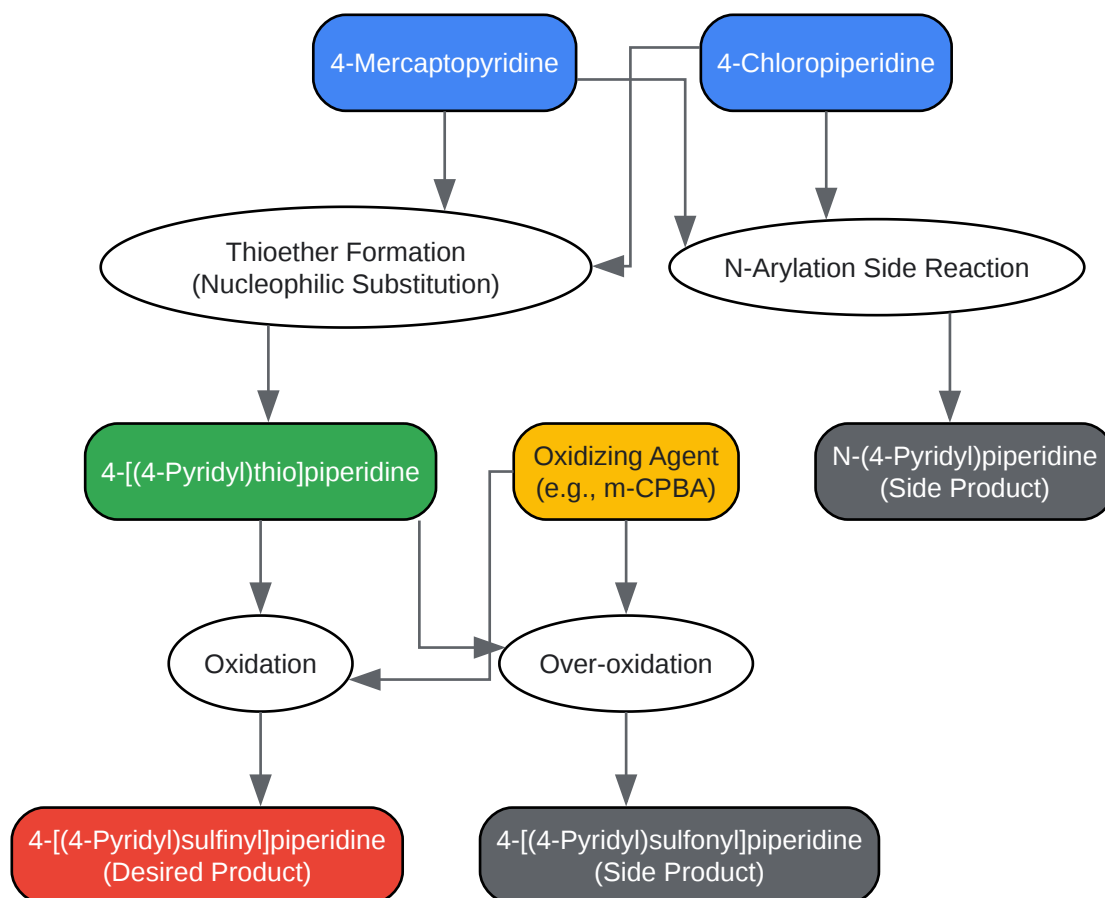 4-Mercaptopyridine
4-Chloropiperidine
Thioether Formation
(Nucleophilic Substitution)
N-Arylation Side Reaction
4-[(4-Pyridyl)thio]piperidine
Oxidizing Agent
(e.g., m-CPBA)
N-(4-Pyridyl)piperidine
(Side Product)
Oxidation
Over-oxidation
4-[(4-Pyridyl)sulfinyl]piperidine
(Desired Product)
4-[(4-Pyridyl)sulfonyl]piperidine
(Side Product)